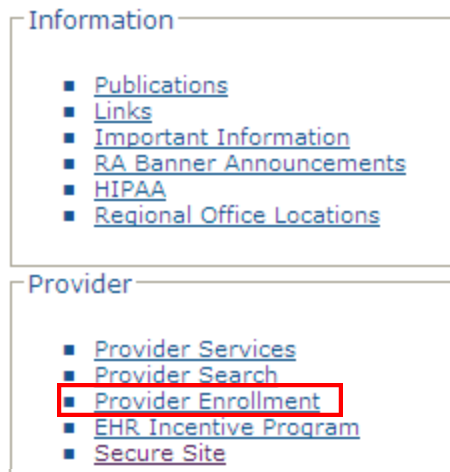 Information
Publications
Links
Important Information
RA Banner Announcements
HIPAA
Regional Office Locations
Provider
Provider Services
Provider Search
Provider Enrollment
EHR Incentive Program
Secure Site